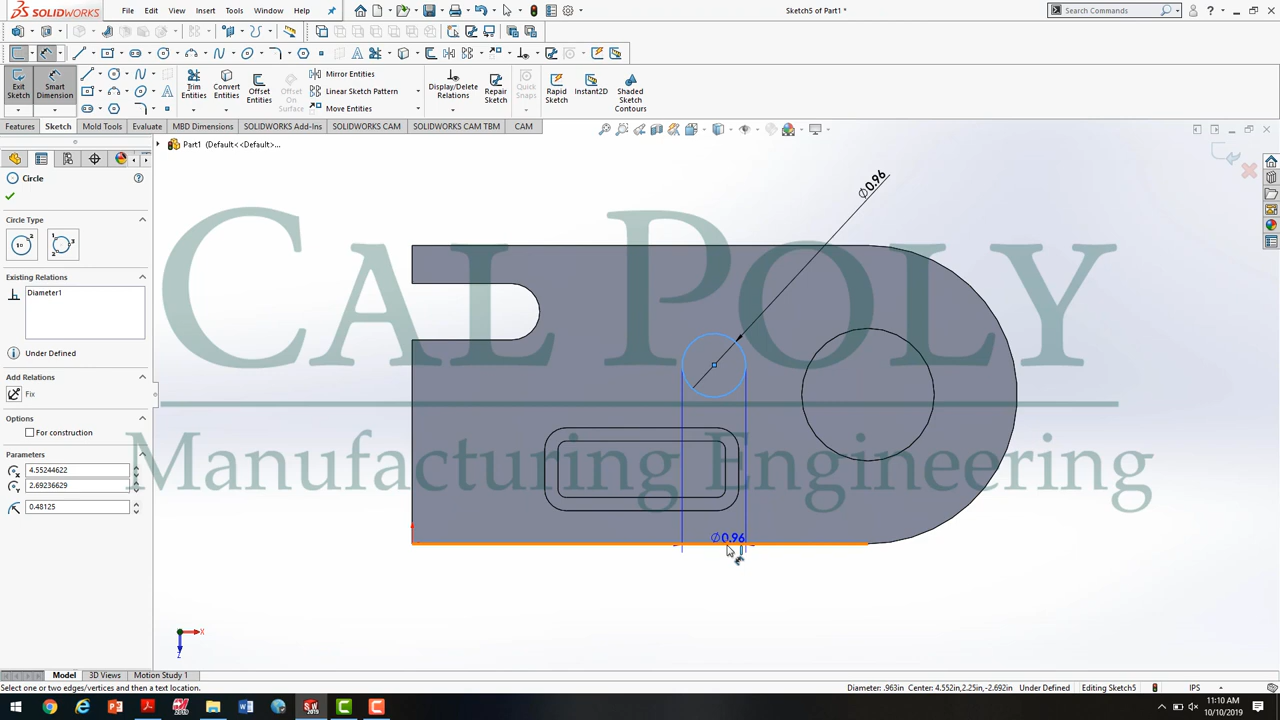 SOLIDWORKS
File
Edit
View
Insert
Tools
Window
Help
Sketch5 of Part1 *
Search Commands
Exit Sketch
Smart Dimension
Trim Entities
Convert Entities
Offset Entities
Offset On Surface
Mirror Entities
Linear Sketch Pattern
Move Entities
Display/Delete Relations
Repair Sketch
Quick Snaps
Rapid Sketch
Instant2D
Shaded Sketch Contours
Features
Sketch
Mold Tools
Evaluate
MBD Dimensions
SOLIDWORKS Add-Ins
SOLIDWORKS CAM
SOLIDWORKS CAM TBM
CAM
Part1 (Default<<Default>...
Circle
Circle Type
Existing Relations
Diameter1
Under Defined
Add Relations
Fix
Options
For construction
Parameters
4.55244622
2.69236629
0.48125
∅0.96
∅0.96
CAL POLY
Manufacturing Engineering
X
Z
Model
3D Views
Motion Study 1
Select one or two edges/vertices and then a text location.
Diameter: .963in
Center: 4.552in,2.25in,-2.692in
Under Defined
Editing Sketch5
IPS
11:10 AM
10/10/2019